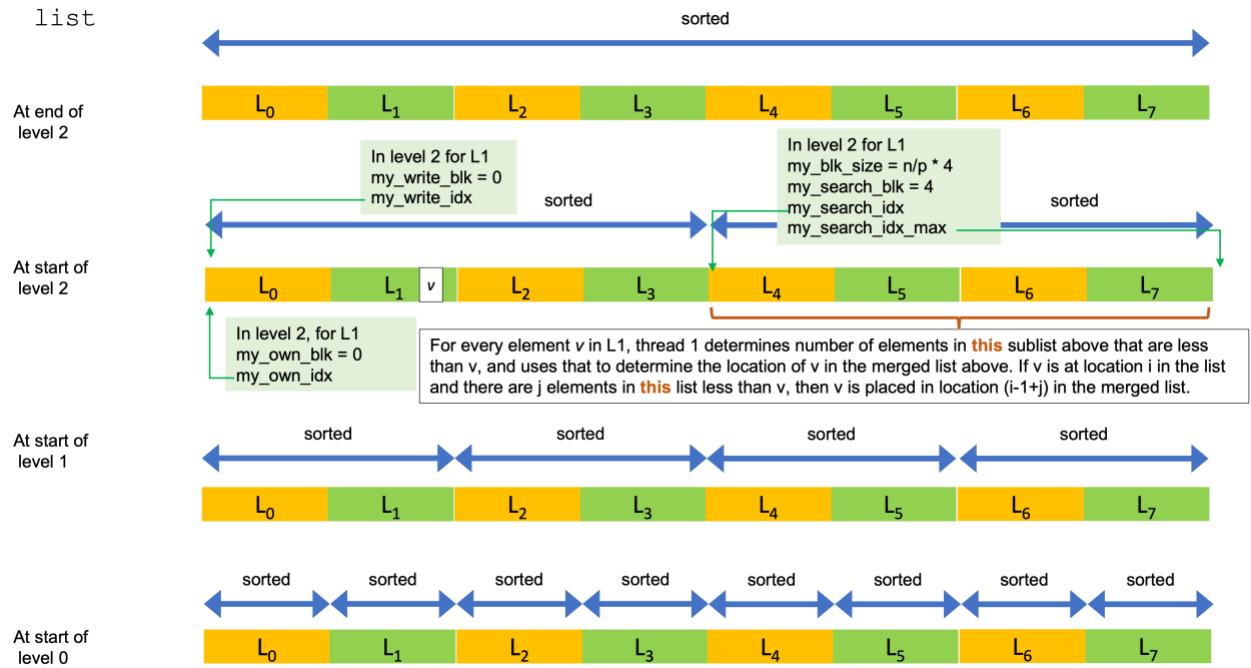 list
sorted
At end of
level 2
L0 L1 L2 L3 L4 L5 L6 L7
In level 2 for L1
my_write_blk = 0
my_write_idx
In level 2 for L1
my_blk_size = n/p * 4
my_search_blk = 4
my_search_idx
my_search_idx_max
sorted
sorted
At start of
level 2
L0 L1 v L2 L3 L4 L5 L6 L7
In level 2, for L1
my_own_blk = 0
my_own_idx
For every element v in L1, thread 1 determines number of elements in this sublist above that are less
than v, and uses that to determine the location of v in the merged list above. If v is at location i in the list
and there are j elements in this list less than v, then v is placed in location (i-1+j) in the merged list.
At start of
level 1
sorted sorted sorted sorted
L0 L1 L2 L3 L4 L5 L6 L7
sorted sorted sorted sorted sorted sorted sorted sorted
At start of
level 0
L0 L1 L2 L3 L4 L5 L6 L7